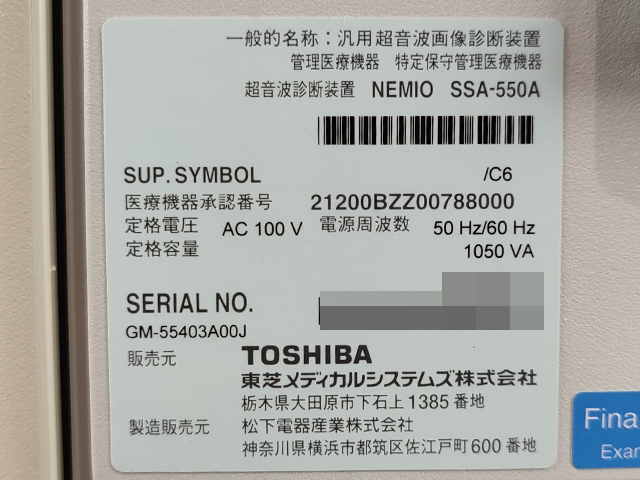 一般的名称：汎用超音波画像診断装置
管理医療機器 特定保守管理医療機器
超音波診断装置 NEMIO SSA-550A
SUP. SYMBOL /C6
医療機器承認番号 21200BZZ00788000
定格電圧 AC 100 V 電源周波数 50 Hz/60 Hz
定格容量 1050 VA
SERIAL NO.
GM-55403A00J
販売元 TOSHIBA
東芝メディカルシステムズ株式会社
栃木県大田原市下石上1385番地
製造販売元 松下電器産業株式会社
神奈川県横浜市都筑区佐江戸町600番地